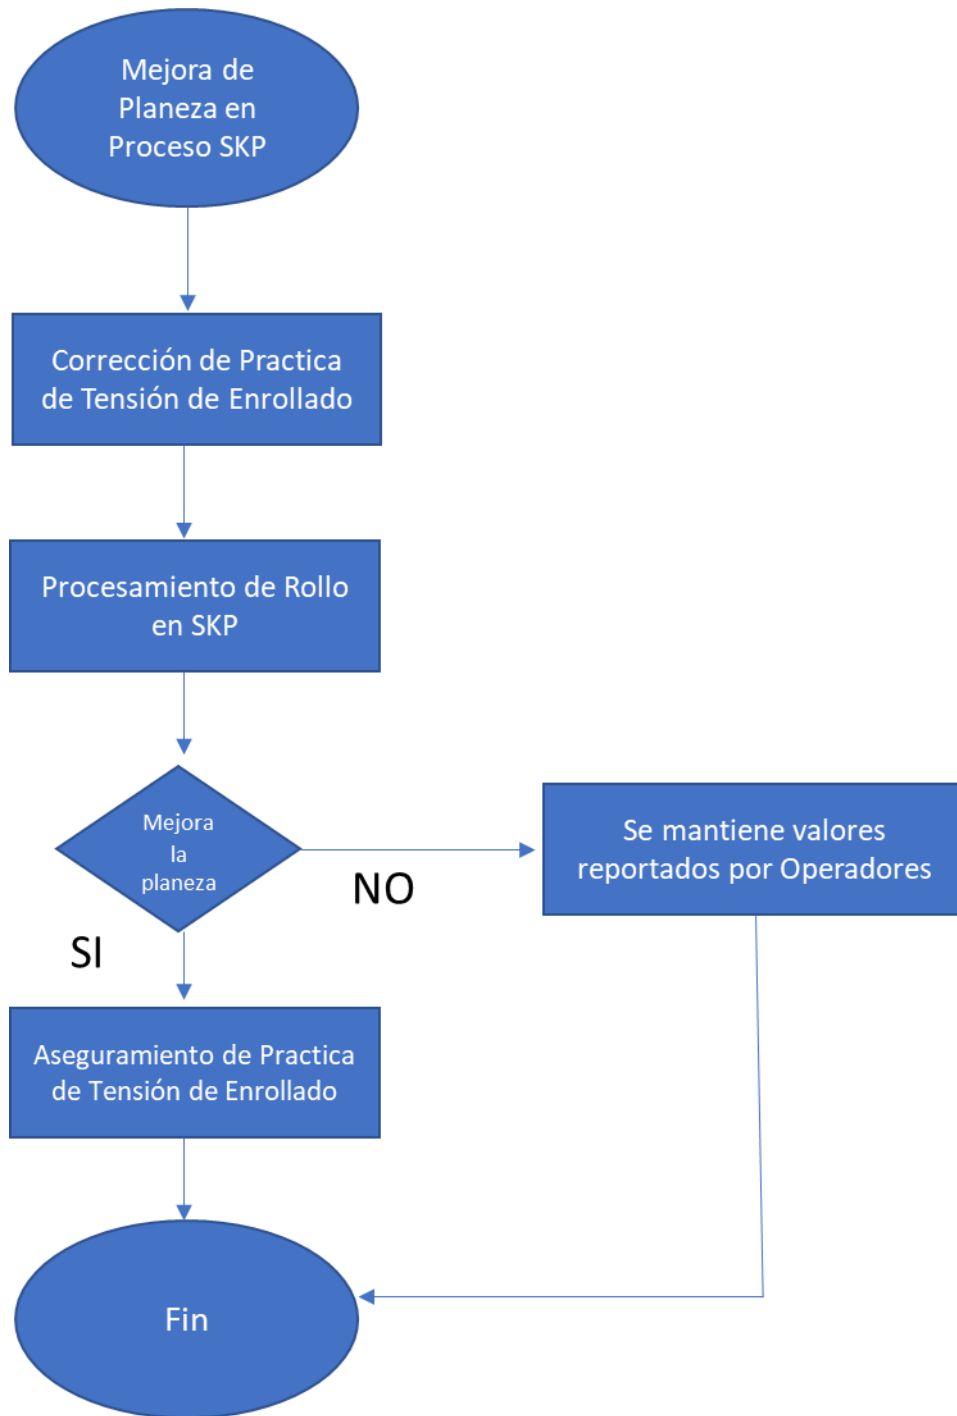 Mejora de
Planeza en
Proceso SKP
Corrección de Practica
de Tensión de Enrollado
Procesamiento de Rollo
en SKP
Mejora
la
planeza
NO
Se mantiene valores
reportados por Operadores
SI
Aseguramiento de Practica
de Tensión de Enrollado
Fin